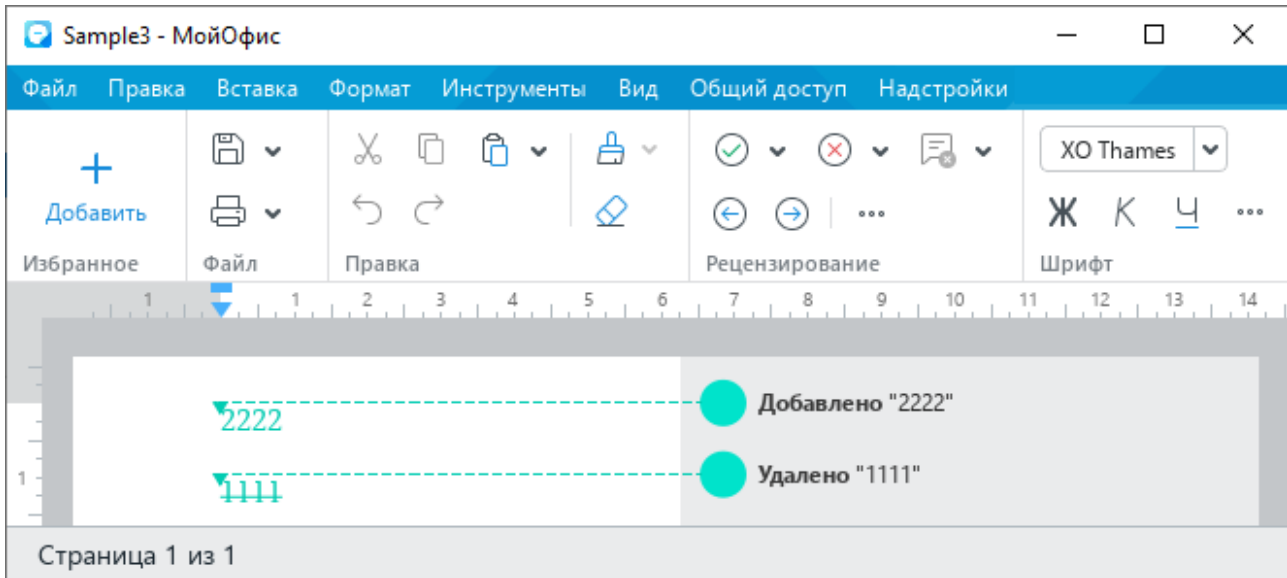 Sample3 - МойОфис
Файл Правка Вставка Формат Инструменты Вид Общий доступ Надстройки
XO Thames
Добавить
Ж К Ч
Избранное Файл Правка Рецензирование Шрифт
1 1 2 3 4 5 6 7 8 9 10 11 12 13 14
Добавлено "2222"
2222
Удалено "1111"
1
1111
Страница 1 из 1